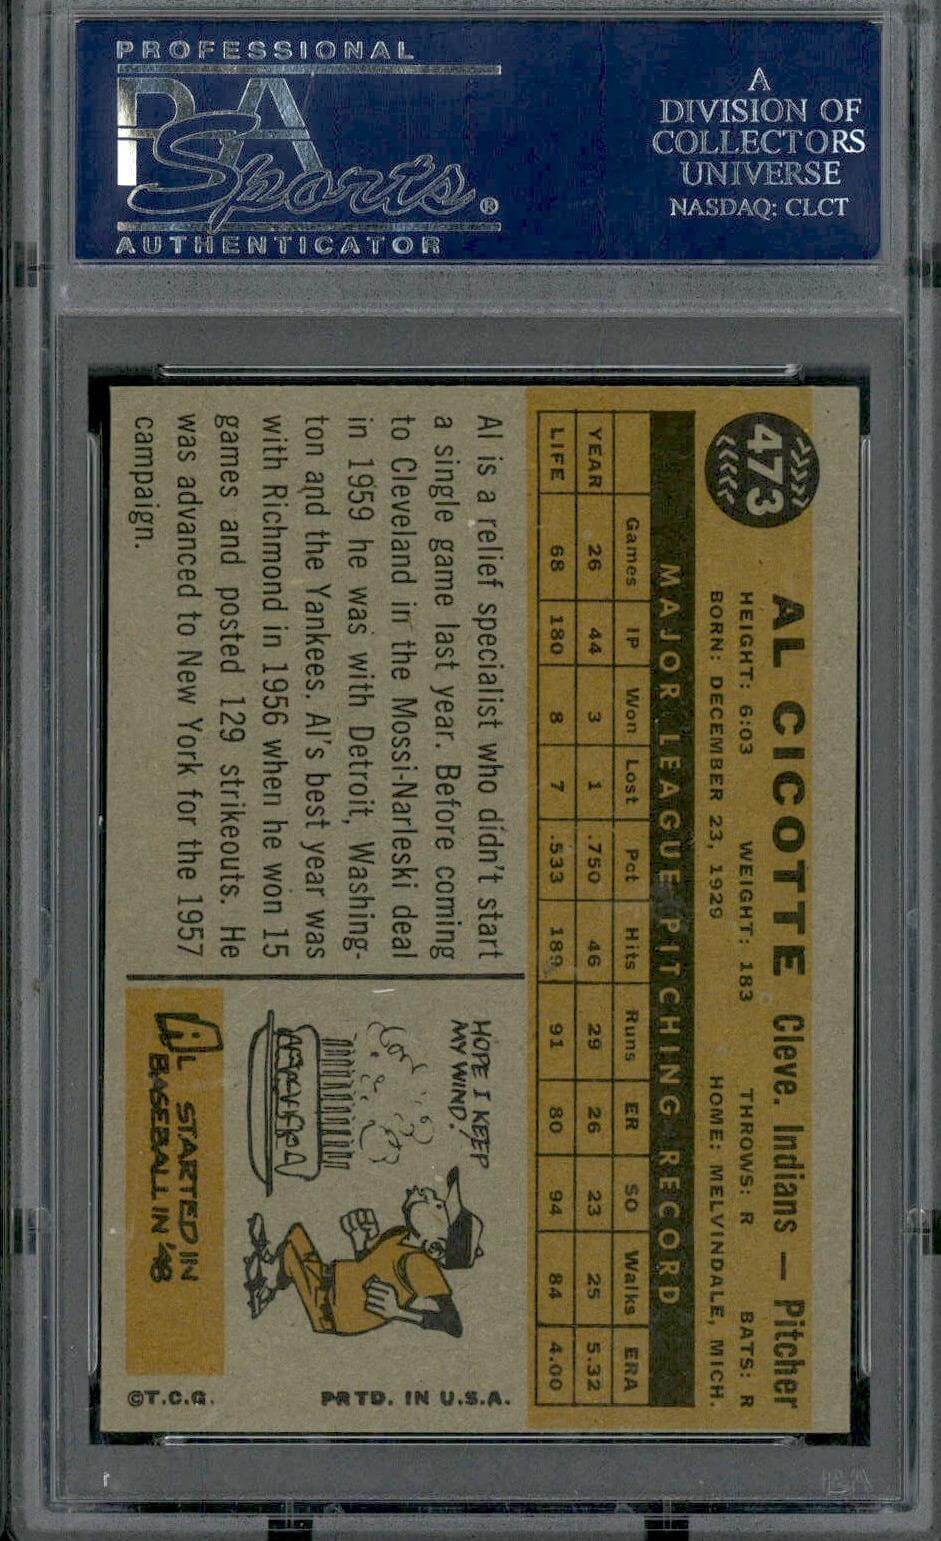 PROFESSIONAL
PSA
Sports®
AUTHENTICATOR
A
DIVISION OF
COLLECTORS
UNIVERSE
NASDAQ: CLCT
473
AL CICOTTE Cleve. Indians — Pitcher
HEIGHT: 6:03 WEIGHT: 183 THROWS: R BATS: R
BORN: DECEMBER 23, 1929 HOME: MELVINDALE, MICH.
MAJOR LEAGUE PITCHING RECORD
Games IP Won Lost Pct Hits Runs ER SO Walks ERA
YEAR 26 44 3 1 .750 46 29 26 23 25 5.32
LIFE 68 180 8 7 .533 189 91 80 94 84 4.00
Al is a relief specialist who didn't start
a single game last year. Before coming
to Cleveland in the Mossi-Narleski deal
in 1959 he was with Detroit, Washing-
ton and the Yankees. Al's best year was
with Richmond in 1956 when he won 15
games and posted 129 strikeouts. He
was advanced to New York for the 1957
campaign.
HOPE I KEEP
MY WIND!
AL STARTED IN
BASEBALL IN '48
PRTD. IN U.S.A.
©T.C.G.